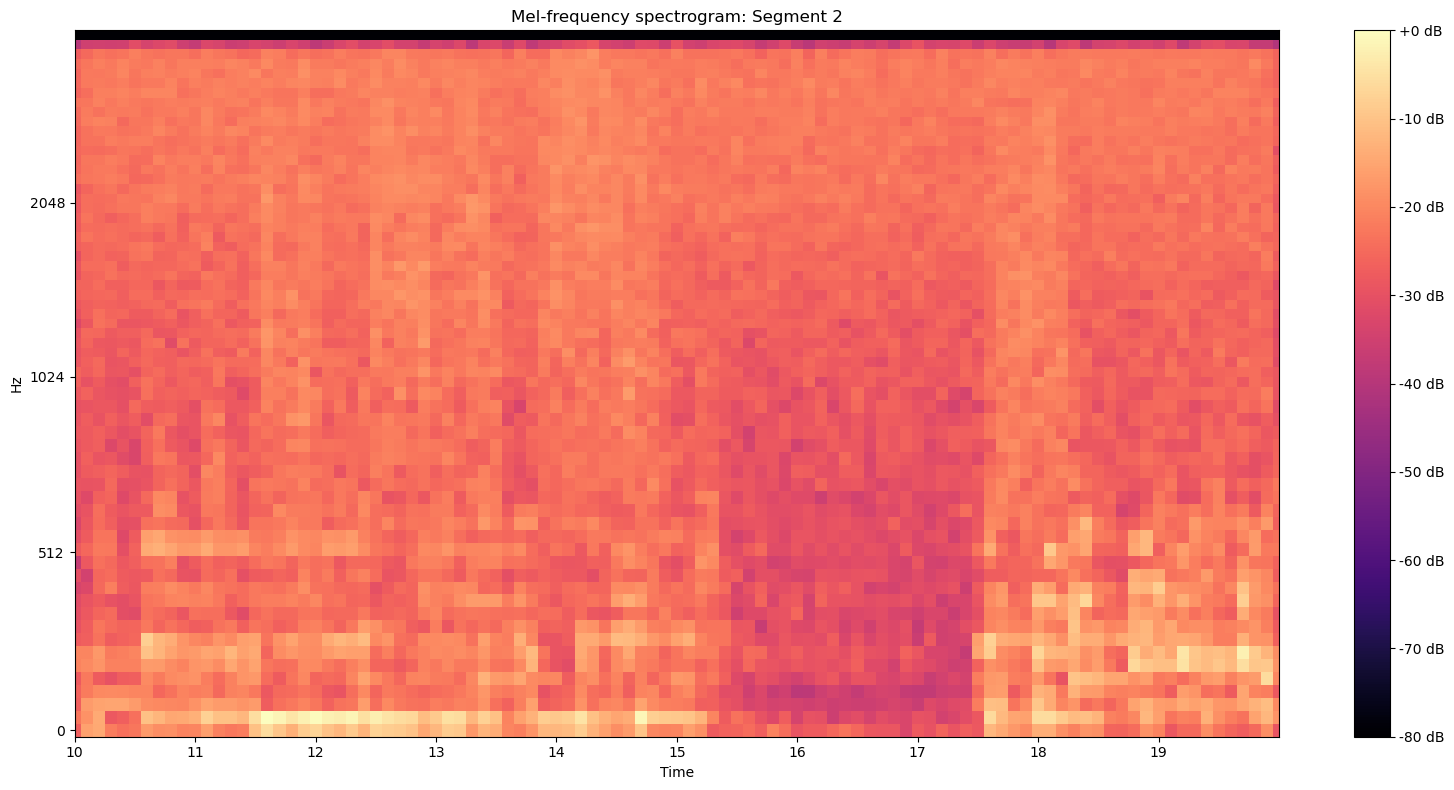 Mel-frequency spectrogram: Segment 2
+0 dB
-10 dB
-20 dB
-30 dB
-40 dB
-50 dB
-60 dB
-70 dB
-80 dB
Hz
2048
1024
512
0
10 11 12 13 14 15 16 17 18 19
Time